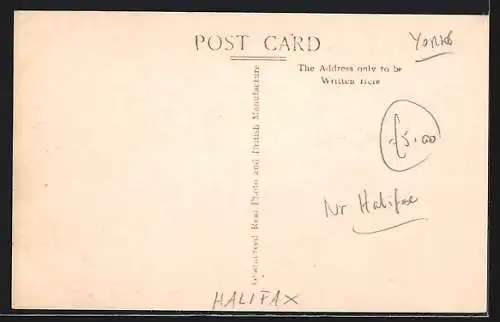 POST CARD
Yorks
The Address only to be
Written Here
Guaranteed Real Photo and British Manufacture
£5.00
Nr Halifax
HALIFAX